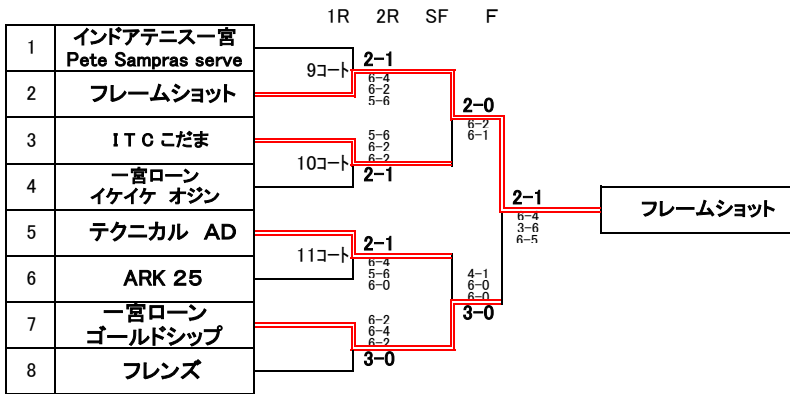 1R 2R SF F
1 インドアテニス一宮
Pete Sampras serve
9コート 2-1
6-4
6-2
5-6
2 フレームショット
2-0
6-2
6-1
3 ＩＴＣこだま
5-6
6-2
6-2
10コート 2-1
4 一宮ローン
イケイケ オジン
2-1
6-4
3-6
6-5
フレームショット
5 テクニカル　AD
11コート 2-1
6-4
5-6
6-0
6 ARK 25
4-1
6-0
6-0
3-0
7 一宮ローン
ゴールドシップ
6-2
6-4
6-2
3-0
8 フレンズ